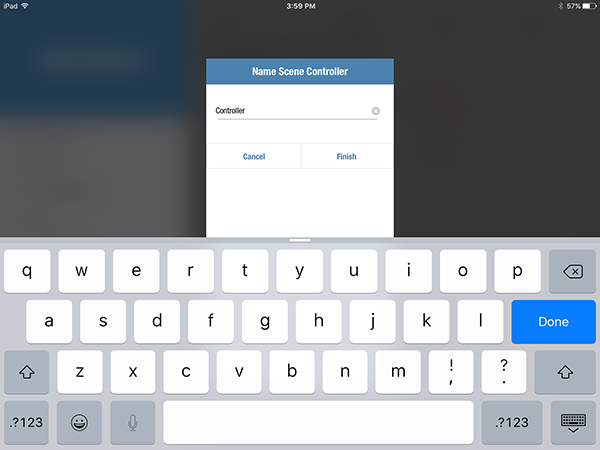 iPad 3:59 PM 57%
Name Scene Controller
Controller
Cancel Finish
q w e r t y u i o p
a s d f g h j k l Done
z x c v b n m ! , ? .
.?123 .?123